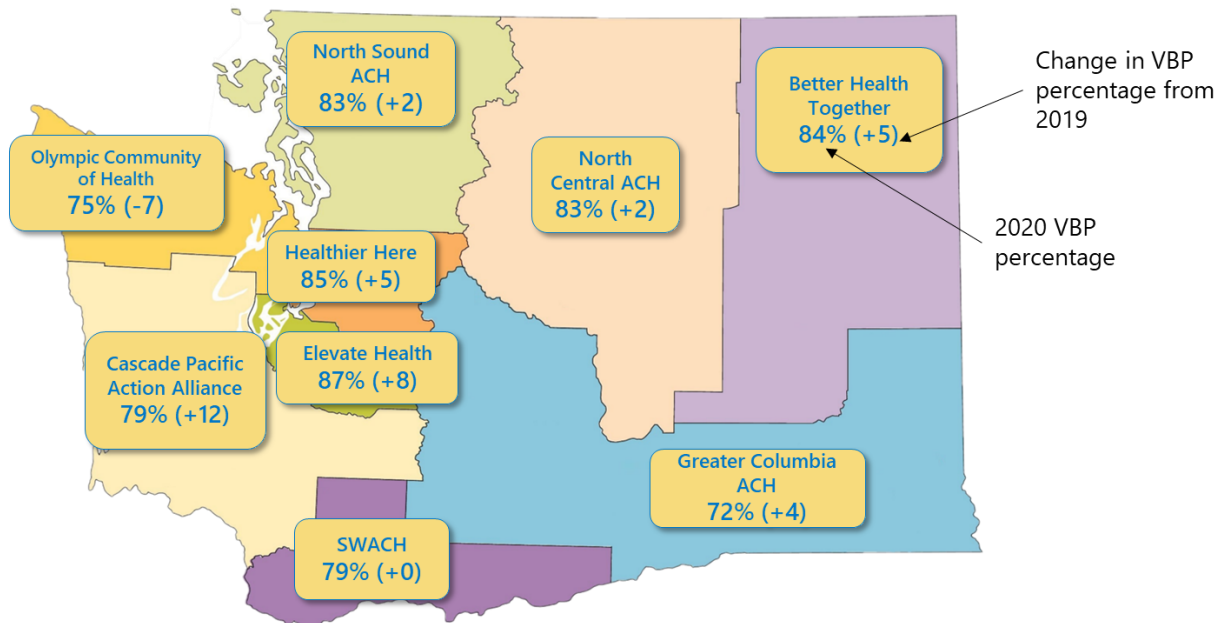 North Sound
ACH
83% (+2)
Better Health
Together
84% (+5)
Change in VBP
percentage from
2019
Olympic Community
of Health
75% (-7)
North
Central ACH
83% (+2)
2020 VBP
percentage
Healthier Here
85% (+5)
Cascade Pacific
Action Alliance
79% (+12)
Elevate Health
87% (+8)
Greater Columbia
ACH
72% (+4)
SWACH
79% (+0)